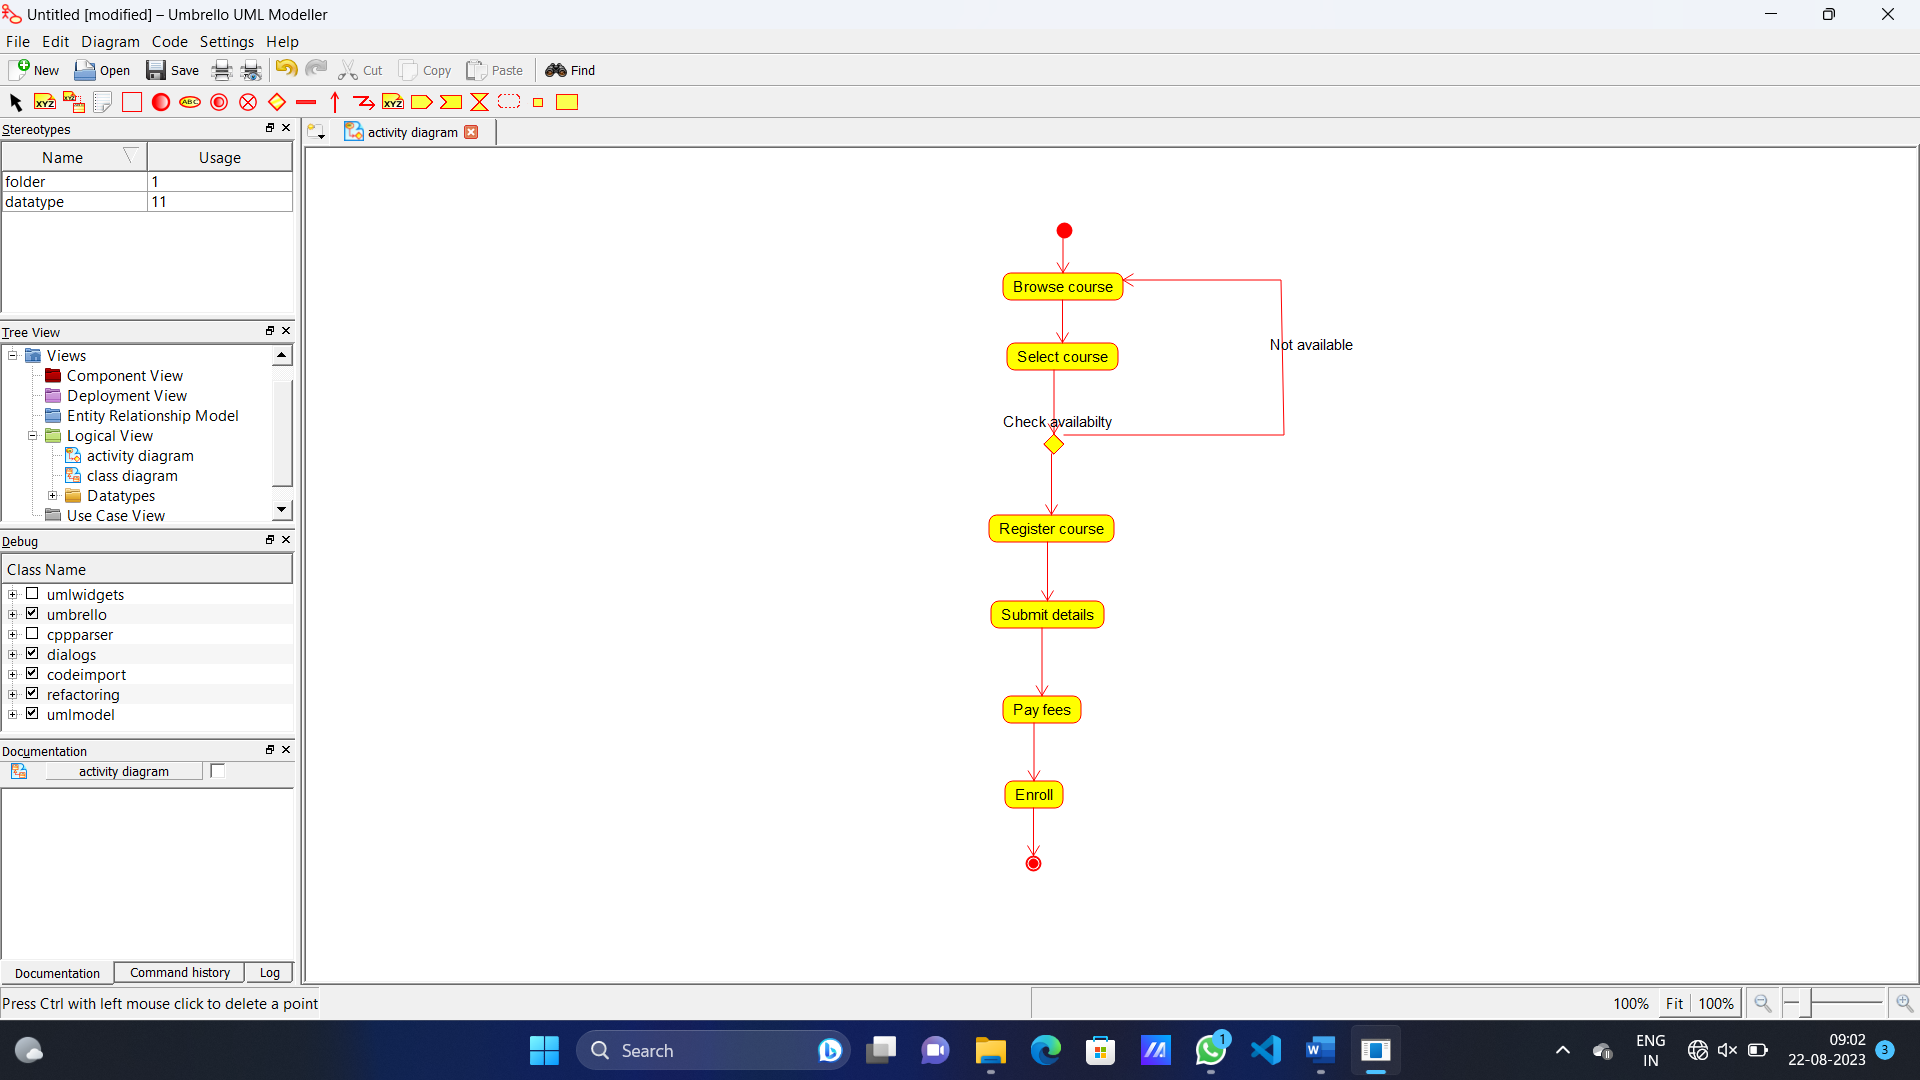 Untitled [modified] – Umbrello UML Modeller
File Edit Diagram Code Settings Help
New Open Save Cut Copy Paste Find
XYZ XYZ ABC XYZ
Stereotypes
activity diagram
Name Usage
folder 1
datatype 11
Tree View
Views
Component View
Deployment View
Entity Relationship Model
Logical View
activity diagram
class diagram
Datatypes
Use Case View
Debug
Class Name
umlwidgets
umbrello
cppparser
dialogs
codeimport
refactoring
umlmodel
Documentation
activity diagram
Documentation Command history Log
Browse course
Not available
Select course
Check availabilty
Register course
Submit details
Pay fees
Enroll
Press Ctrl with left mouse click to delete a point
100% Fit 100%
Search
1
ENG
IN
09:02
22-08-2023
3